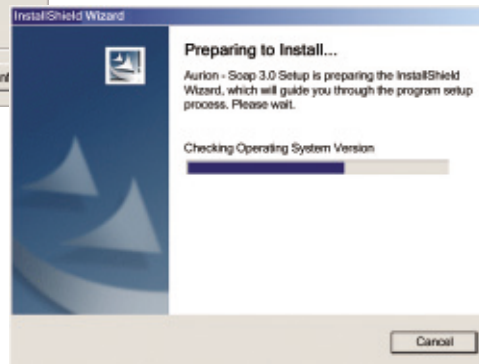 InstallShield Wizard
Preparing to Install...
Aurion - Soap 3.0 Setup is preparing the InstallShield
Wizard, which will guide you through the program setup
process. Please wait.
Checking Operating System Version
Cancel